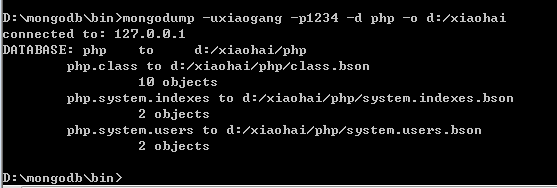 D:\mongodb\bin>mongodump -uxiaogang -p1234 -d php -o d:/xiaohai
connected to: 127.0.0.1
DATABASE: php     to     d:/xiaohai/php
php.class to d:/xiaohai/php/class.bson
10 objects
php.system.indexes to d:/xiaohai/php/system.indexes.bson
2 objects
php.system.users to d:/xiaohai/php/system.users.bson
2 objects
D:\mongodb\bin>